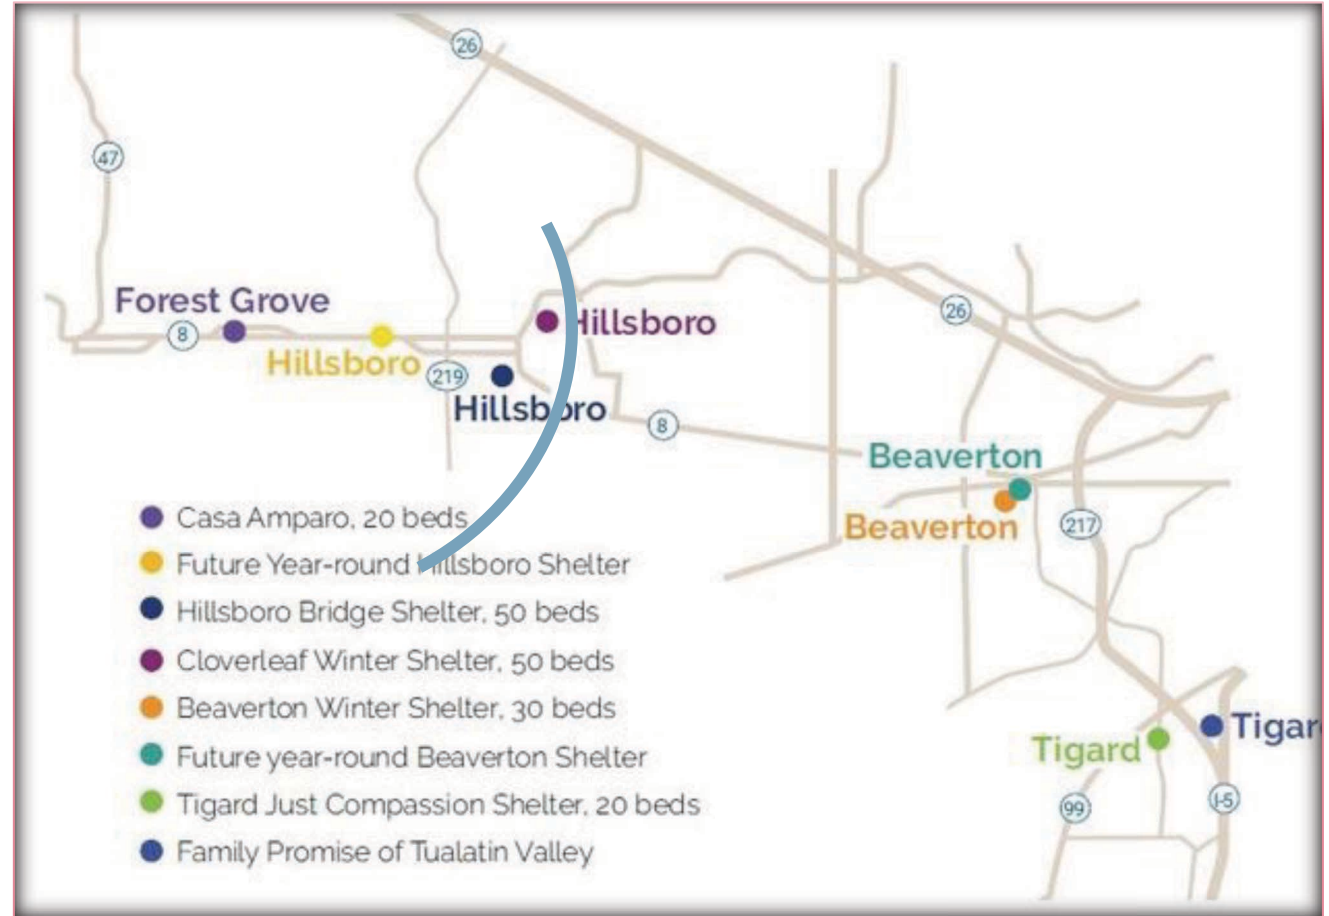 26
47
Forest Grove
8
Hillsboro
Hillsboro
219
Hillsboro
8
26
Beaverton
Beaverton
217
Casa Amparo, 20 beds
Future Year-round Hillsboro Shelter
Hillsboro Bridge Shelter, 50 beds
Cloverleaf Winter Shelter, 50 beds
Beaverton Winter Shelter, 30 beds
Future year-round Beaverton Shelter
Tigard Just Compassion Shelter, 20 beds
Family Promise of Tualatin Valley
Tigard
Tigar
99
I-5